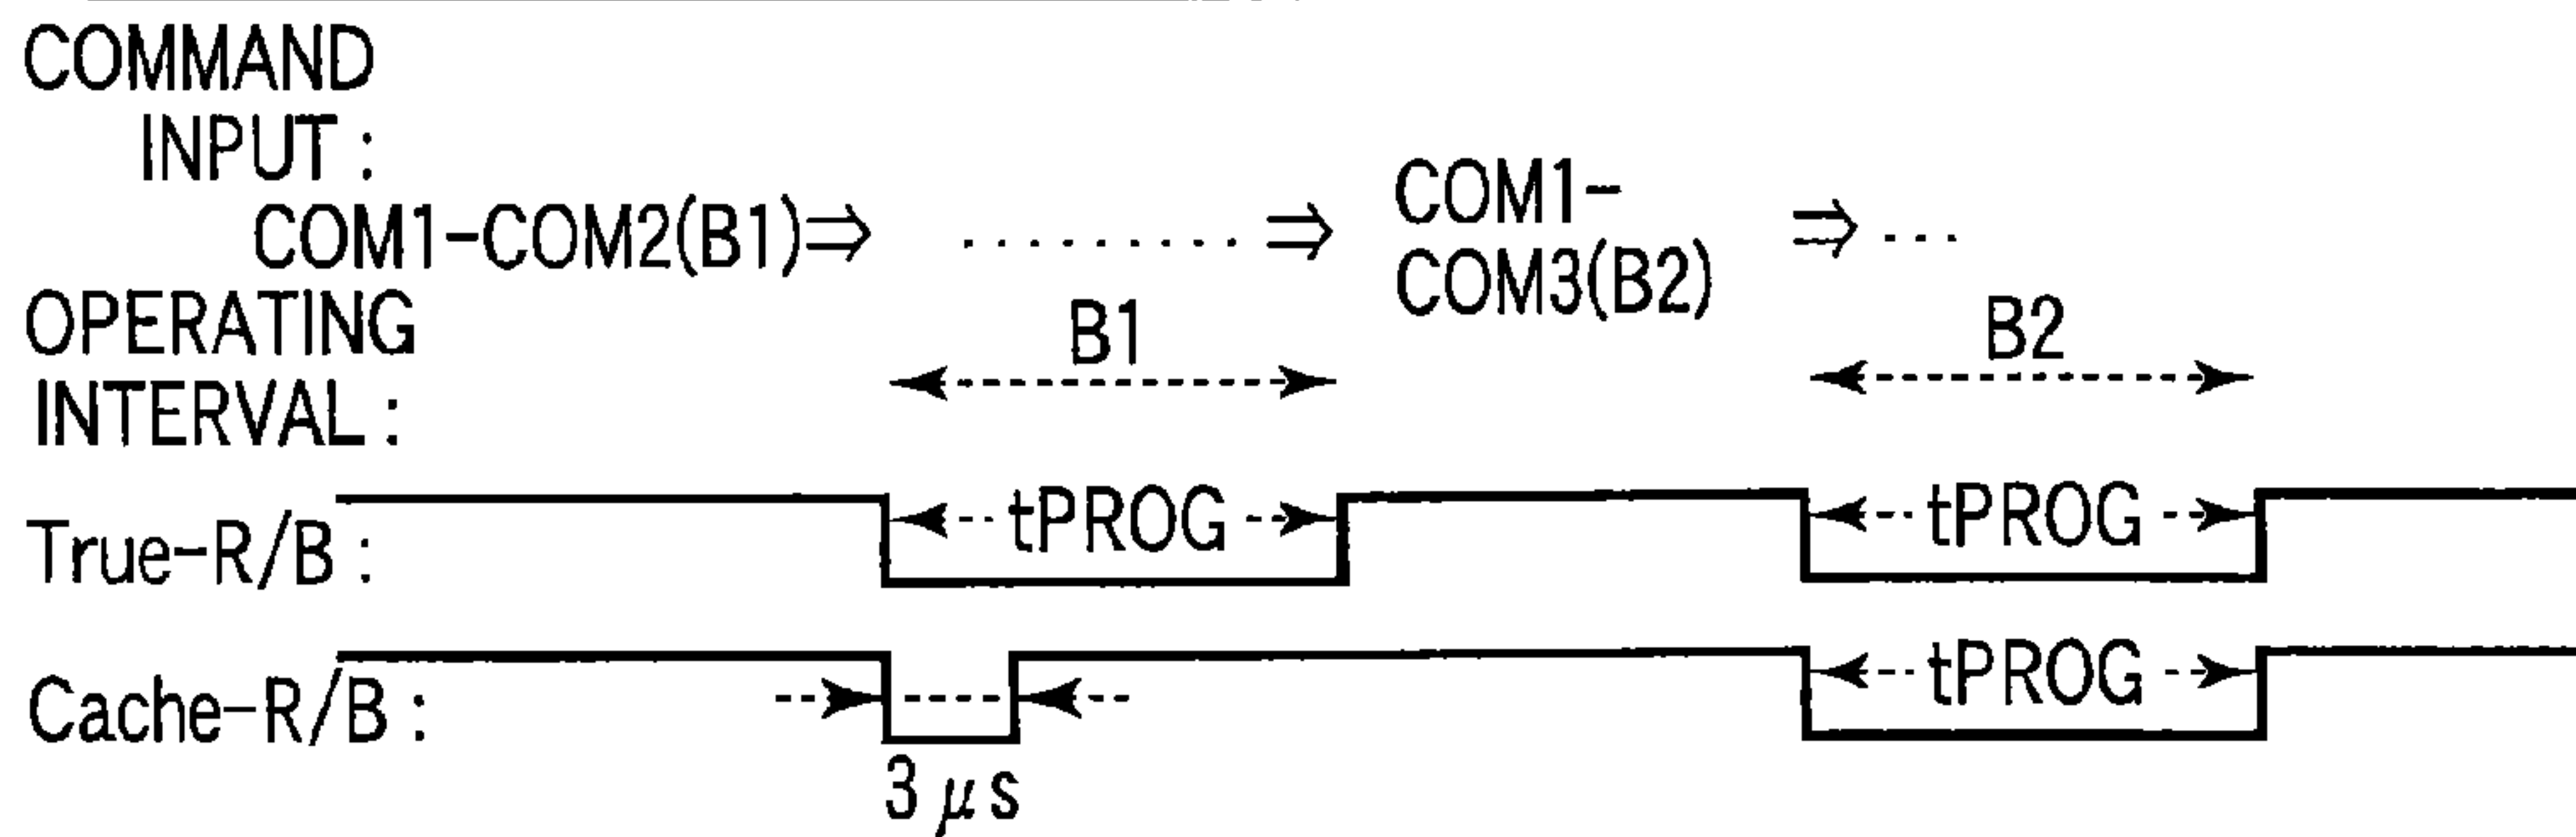 COMMAND
INPUT :
COM1-COM2(B1)⇒ .......... ⇒ COM1-
COM3(B2) ⇒ ...
OPERATING
INTERVAL :
B1
B2
True-R/B :
tPROG
tPROG
Cache-R/B :
3 μs
tPROG